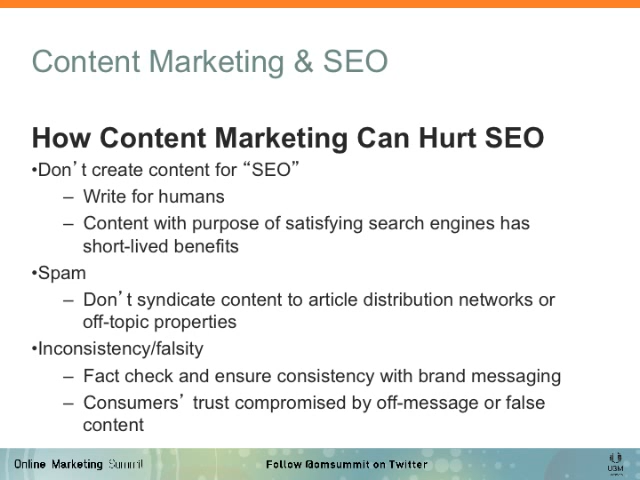 Content Marketing & SEO
How Content Marketing Can Hurt SEO
•Don’t create content for “SEO”
– Write for humans
– Content with purpose of satisfying search engines has
short-lived benefits
•Spam
– Don’t syndicate content to article distribution networks or
off-topic properties
•Inconsistency/falsity
– Fact check and ensure consistency with brand messaging
– Consumers’ trust compromised by off-message or false
content
Online Marketing Summit
Follow @omsummit on Twitter
UBM